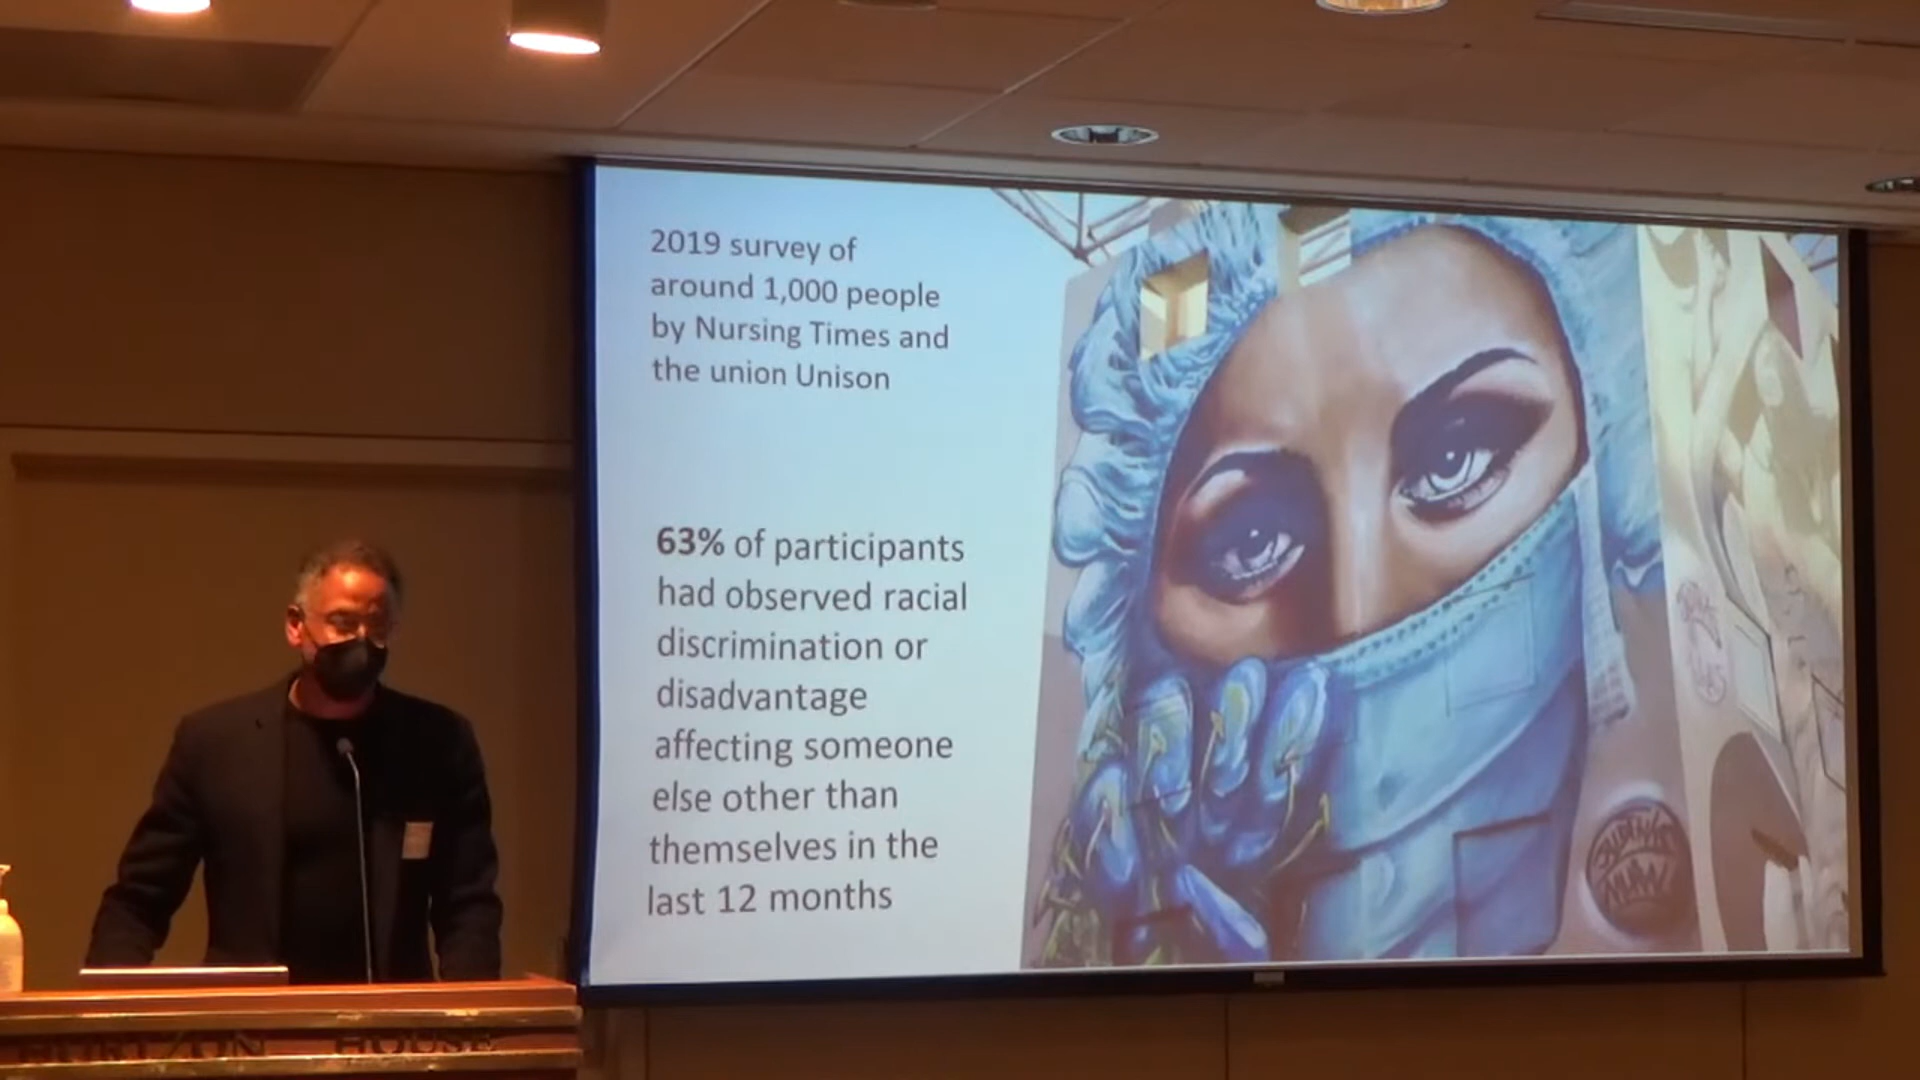 2019 survey of
around 1,000 people
by Nursing Times and
the union Unison
63% of participants
had observed racial
discrimination or
disadvantage
affecting someone
else other than
themselves in the
last 12 months
HOUSE